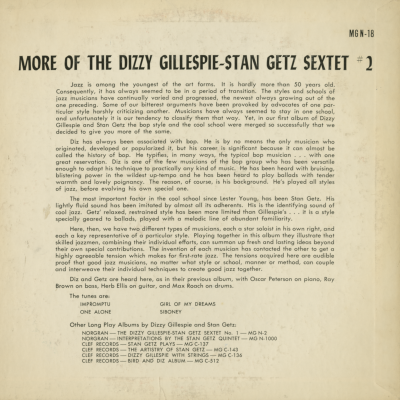 MG N-18
MORE OF THE DIZZY GILLESPIE-STAN GETZ SEXTET #2
Jazz is among the youngest of the art forms. It is hardly more than 50 years old.
Consequently, it has always seemed to be in a period of transition. The styles and schools of
jazz musicians have continually varied and progressed, the newest always growing out of the
one preceding. Some of our bitterest arguments have been provoked by advocates of one par-
ticular style harshly criticizing another. Musicians have always seemed to stay in one school,
and unfortunately it is our tendency to classify them that way. Yet, in our first album of Dizzy
Gillespie and Stan Getz the bop style and the cool school were merged so successfully that we
decided to give you more of the same.
Diz has always been associated with bop. He is by no means the only musician who
originated, developed or popularized it, but his career is significant because it can almost be
called the history of bop. He typifies, in many ways, the typical bop musician . . . with one
great reservation. Diz is one of the few musicians of the bop group who has been versatile
enough to adapt his technique to practically any kind of music. He has been heard with bruising,
blistering power in the wildest up-tempo and he has been heard to play ballads with tender
warmth and lovely poignancy. The reason, of course, is his background. He's played all styles
of jazz, before evolving his own special one.
The most important factor in the cool school since Lester Young, has been Stan Getz. His
lightly fluid sound has been imitated by almost all its adherents. His is the identifying sound of
cool jazz. Getz' relaxed, restrained style has been more limited than Gillespie's . . . it is a style
specially geared to ballads, played with a melodic line of abundant familiarity.
Here, then, we have two different types of musicians, each a star soloist in his own right, and
each a key representative of a particular style. Playing together in this album they illustrate that
skilled jazzmen, combining their individual efforts, can summon up fresh and lasting ideas beyond
their own special contributions. The invention of each musician has contacted the other to get a
highly agreeable tension which makes for first-rate jazz. The tensions acquired here are audible
proof that good jazz musicians, no matter what style or school, manner or method, can couple
and interweave their individual techniques to create good jazz together.
Diz and Getz are heard here, as in their previous album, with Oscar Peterson on piano, Ray
Brown on bass, Herb Ellis on guitar, and Max Roach on drums.
The tunes are:
IMPROMPTU GIRL OF MY DREAMS
ONE ALONE SIBONEY
Other Long Play Albums by Dizzy Gillespie and Stan Getz:
NORGRAN — THE DIZZY GILLESPIE-STAN GETZ SEXTET No. 1 — MG N-2
NORGRAN — INTERPRETATIONS BY THE STAN GETZ QUINTET — MG N-1000
CLEF RECORDS — STAN GETZ PLAYS — MG C-137
CLEF RECORDS — THE ARTISTRY OF STAN GETZ — MG C-143
CLEF RECORDS — DIZZY GILLESPIE WITH STRINGS — MG C-136
CLEF RECORDS — BIRD AND DIZ ALBUM — MG C-512